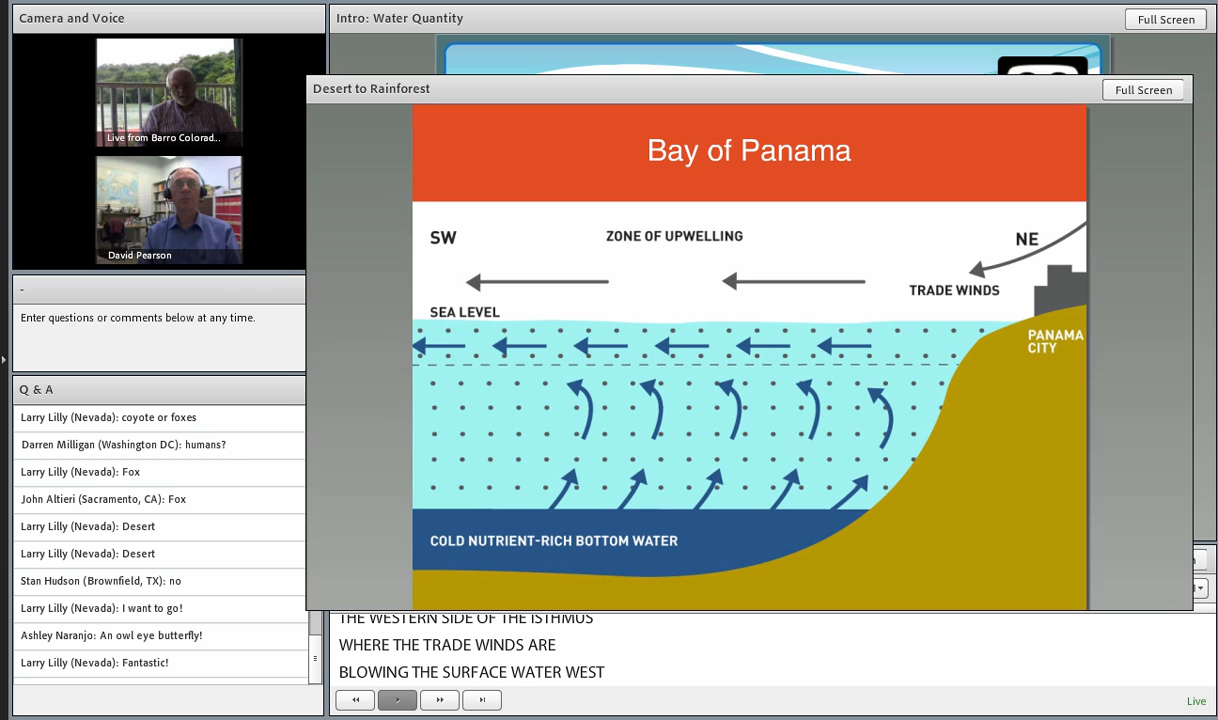 Camera and Voice
Live from Barro Colorad...
David Pearson
-
Enter questions or comments below at any time.
Q & A
Larry Lilly (Nevada): coyote or foxes
Darren Milligan (Washington DC): humans?
Larry Lilly (Nevada): Fox
John Altieri (Sacramento, CA): Fox
Larry Lilly (Nevada): Desert
Larry Lilly (Nevada): Desert
Stan Hudson (Brownfield, TX): no
Larry Lilly (Nevada): I want to go!
Ashley Naranjo: An owl eye butterfly!
Larry Lilly (Nevada): Fantastic!
Intro: Water Quantity
Full Screen
Desert to Rainforest
Full Screen
Bay of Panama
SW
ZONE OF UPWELLING
NE
TRADE WINDS
SEA LEVEL
PANAMA
CITY
COLD NUTRIENT-RICH BOTTOM WATER
THE WESTERN SIDE OF THE ISTHMUS
WHERE THE TRADE WINDS ARE
BLOWING THE SURFACE WATER WEST
Live